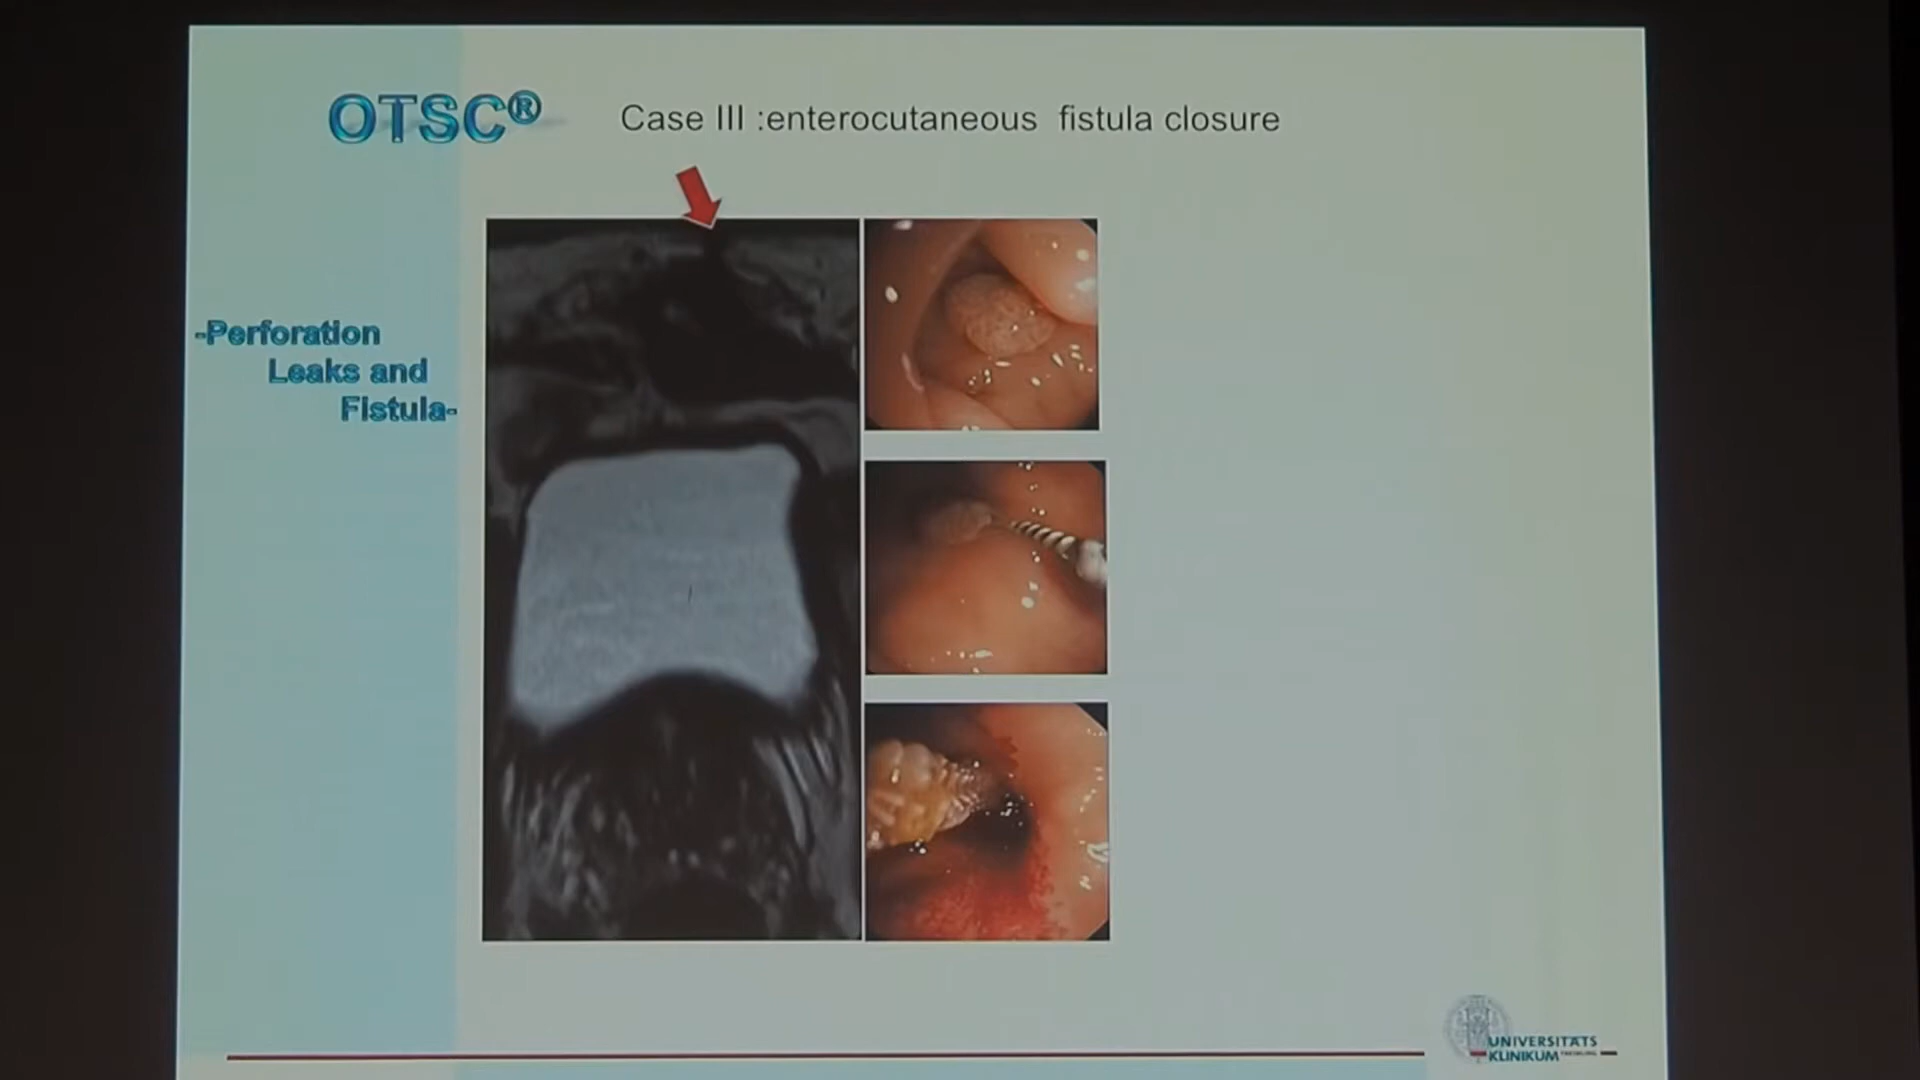 OTSC®
Case III :enterocutaneous fistula closure
-Perforation
Leaks and
Fistula-
UNIVERSITÄTS
KLINIKUM